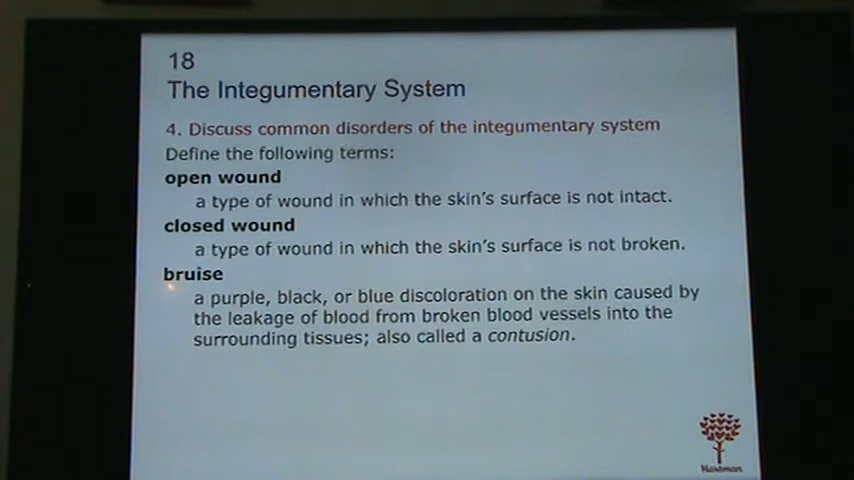 18
The Integumentary System
4. Discuss common disorders of the integumentary system
Define the following terms:
open wound
a type of wound in which the skin's surface is not intact.
closed wound
a type of wound in which the skin's surface is not broken.
bruise
a purple, black, or blue discoloration on the skin caused by
the leakage of blood from broken blood vessels into the
surrounding tissues; also called a contusion.
Hartman